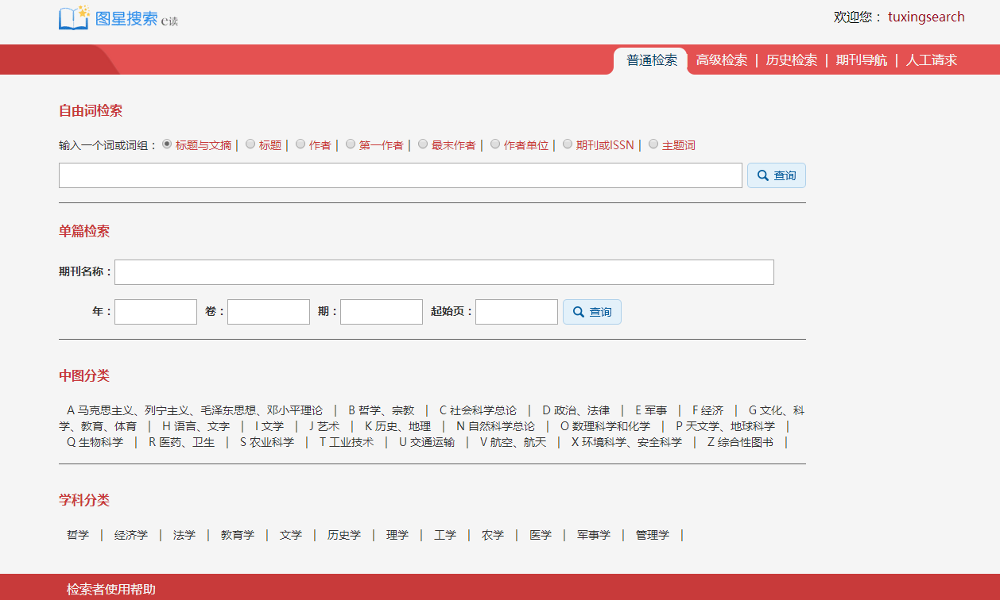 图星搜索 e读
欢迎您： tuxingsearch
普通检索 高级检索 | 历史检索 | 期刊导航 | 人工请求
自由词检索
输入一个词或词组： 标题与文摘 | 标题 | 作者 | 第一作者 | 最末作者 | 作者单位 | 期刊或ISSN | 主题词
查询
单篇检索
期刊名称：
年： 卷： 期： 起始页： 查询
中图分类
A 马克思主义、列宁主义、毛泽东思想、邓小平理论 | B 哲学、宗教 | C 社会科学总论 | D 政治、法律 | E 军事 | F 经济 | G 文化、科
学、教育、体育 | H 语言、文字 | I 文学 | J 艺术 | K 历史、地理 | N 自然科学总论 | O 数理科学和化学 | P 天文学、地球科学 |
Q 生物科学 | R 医药、卫生 | S 农业科学 | T 工业技术 | U 交通运输 | V 航空、航天 | X 环境科学、安全科学 | Z 综合性图书 |
学科分类
哲学 | 经济学 | 法学 | 教育学 | 文学 | 历史学 | 理学 | 工学 | 农学 | 医学 | 军事学 | 管理学 |
检索者使用帮助